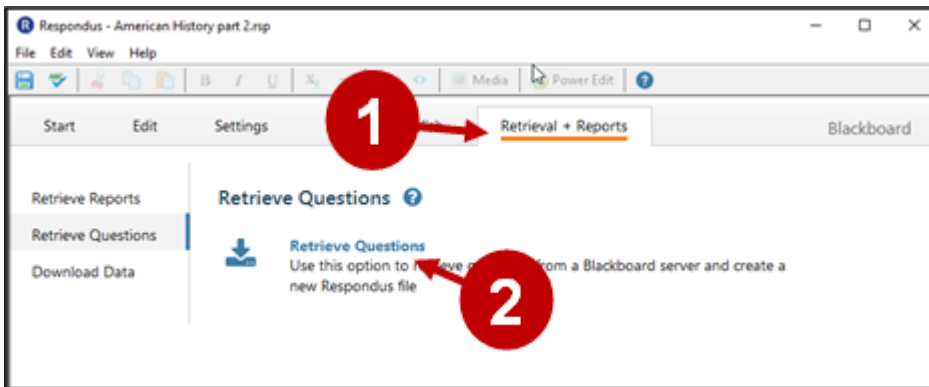 Respondus - American History part 2.rsp
File Edit View Help
B I U X₂ Media Power Edit ?
Start Edit Settings Retrieval + Reports Blackboard
1
Retrieve Reports
Retrieve Questions
Download Data
Retrieve Questions ?
Retrieve Questions
Use this option to from a Blackboard server and create a
new Respondus file
2